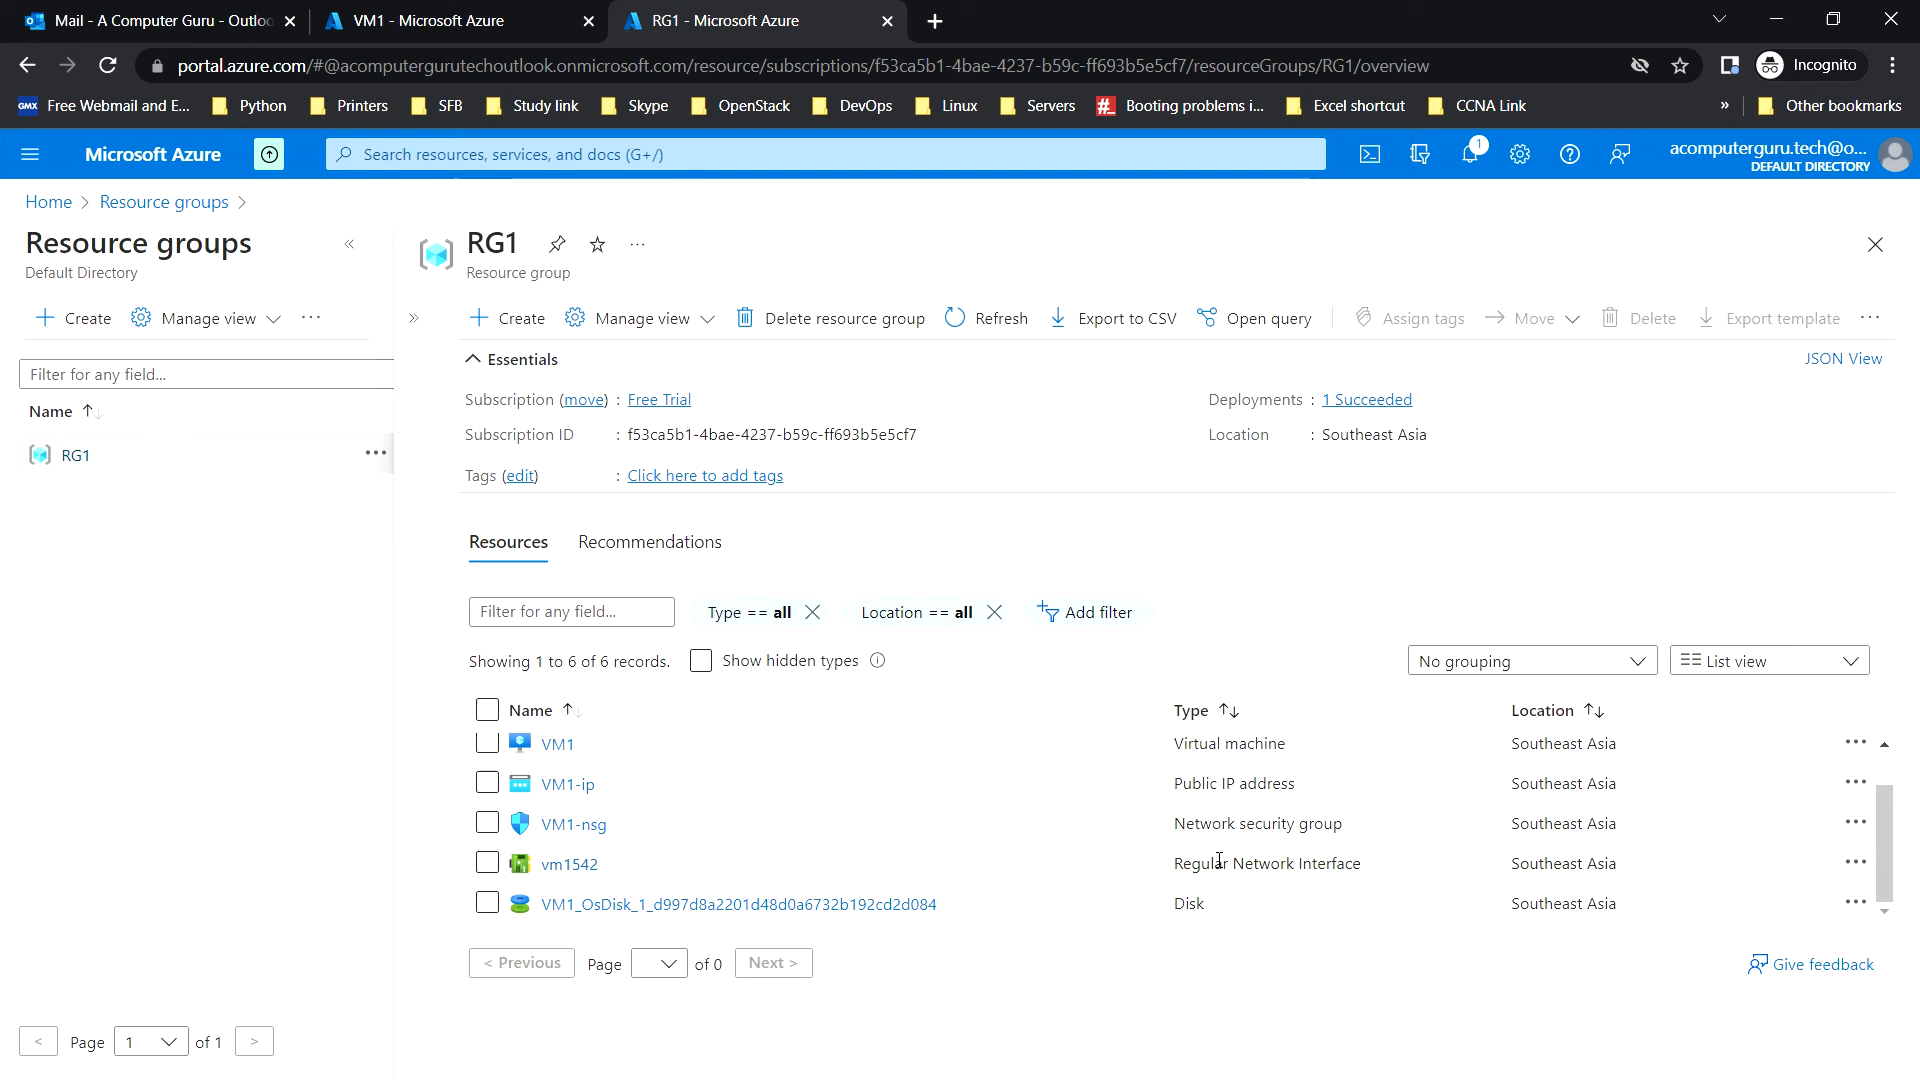 Mail - A Computer Guru - Outloo
VM1 - Microsoft Azure
RG1 - Microsoft Azure
portal.azure.com/#@acomputergurutechoutlook.onmicrosoft.com/resource/subscriptions/f53ca5b1-4bae-4237-b59c-ff693b5e5cf7/resourceGroups/RG1/overview
Incognito
GMX Free Webmail and E...
Python
Printers
SFB
Study link
Skype
OpenStack
DevOps
Linux
Servers
Booting problems i...
Excel shortcut
CCNA Link
»
Other bookmarks
Microsoft Azure
Search resources, services, and docs (G+/)
1
acomputerguru.tech@o...
DEFAULT DIRECTORY
Home > Resource groups >
Resource groups
Default Directory
Create
Manage view
Filter for any field...
Name
RG1
< Page 1 of 1 >
RG1
Resource group
Create
Manage view
Delete resource group
Refresh
Export to CSV
Open query
Assign tags
Move
Delete
Export template
Essentials
JSON View
Subscription (move) : Free Trial
Deployments : 1 Succeeded
Subscription ID : f53ca5b1-4bae-4237-b59c-ff693b5e5cf7
Location : Southeast Asia
Tags (edit) : Click here to add tags
Resources
Recommendations
Filter for any field...
Type == all
Location == all
Add filter
Showing 1 to 6 of 6 records.
Show hidden types
No grouping
List view
Name Type Location
VM1 Virtual machine Southeast Asia
VM1-ip Public IP address Southeast Asia
VM1-nsg Network security group Southeast Asia
vm1542 Regular Network Interface Southeast Asia
VM1_OsDisk_1_d997d8a2201d48d0a6732b192cd2d084 Disk Southeast Asia
< Previous Page of 0 Next >
Give feedback